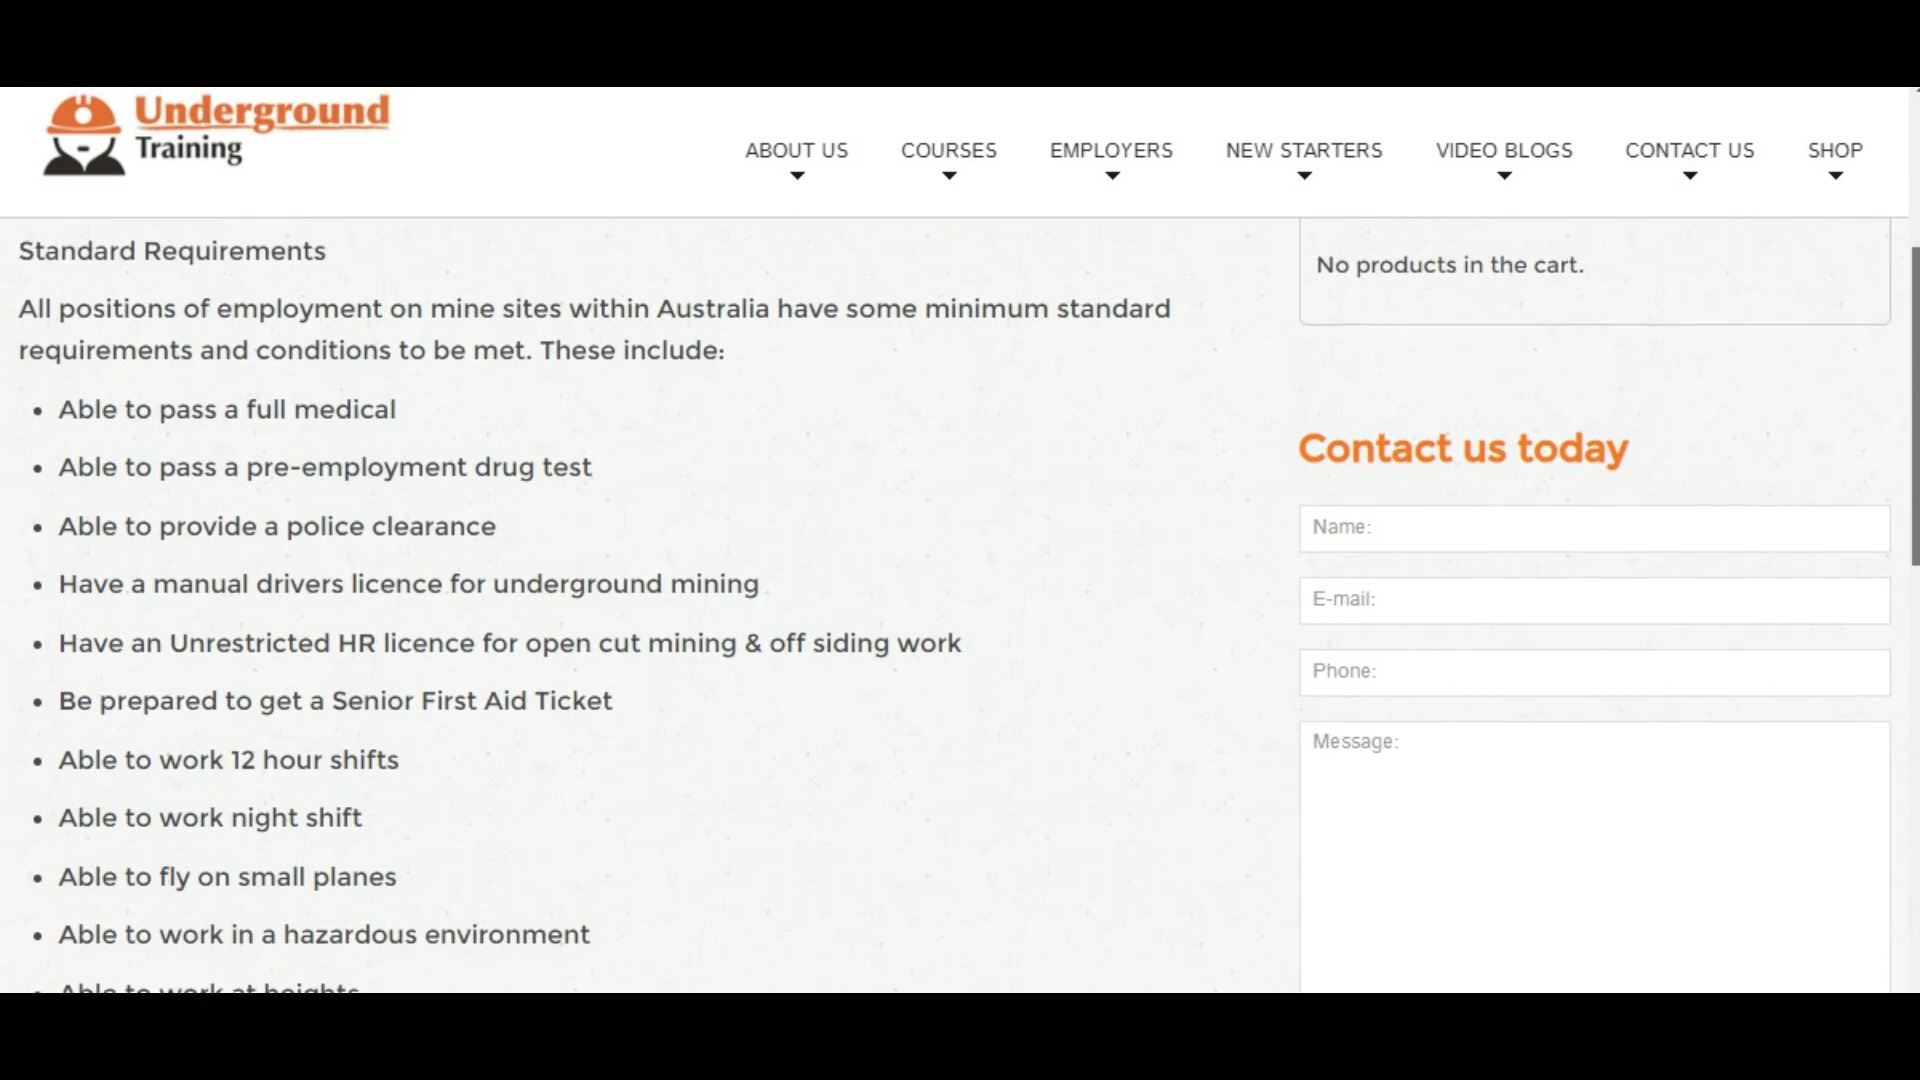 Underground
Training
ABOUT US
COURSES
EMPLOYERS
NEW STARTERS
VIDEO BLOGS
CONTACT US
SHOP
Standard Requirements
All positions of employment on mine sites within Australia have some minimum standard
requirements and conditions to be met. These include:
• Able to pass a full medical
• Able to pass a pre-employment drug test
• Able to provide a police clearance
• Have a manual drivers licence for underground mining
• Have an Unrestricted HR licence for open cut mining & off siding work
• Be prepared to get a Senior First Aid Ticket
• Able to work 12 hour shifts
• Able to work night shift
• Able to fly on small planes
• Able to work in a hazardous environment
• Able to work at heights
No products in the cart.
Contact us today
Name:
E-mail:
Phone:
Message: